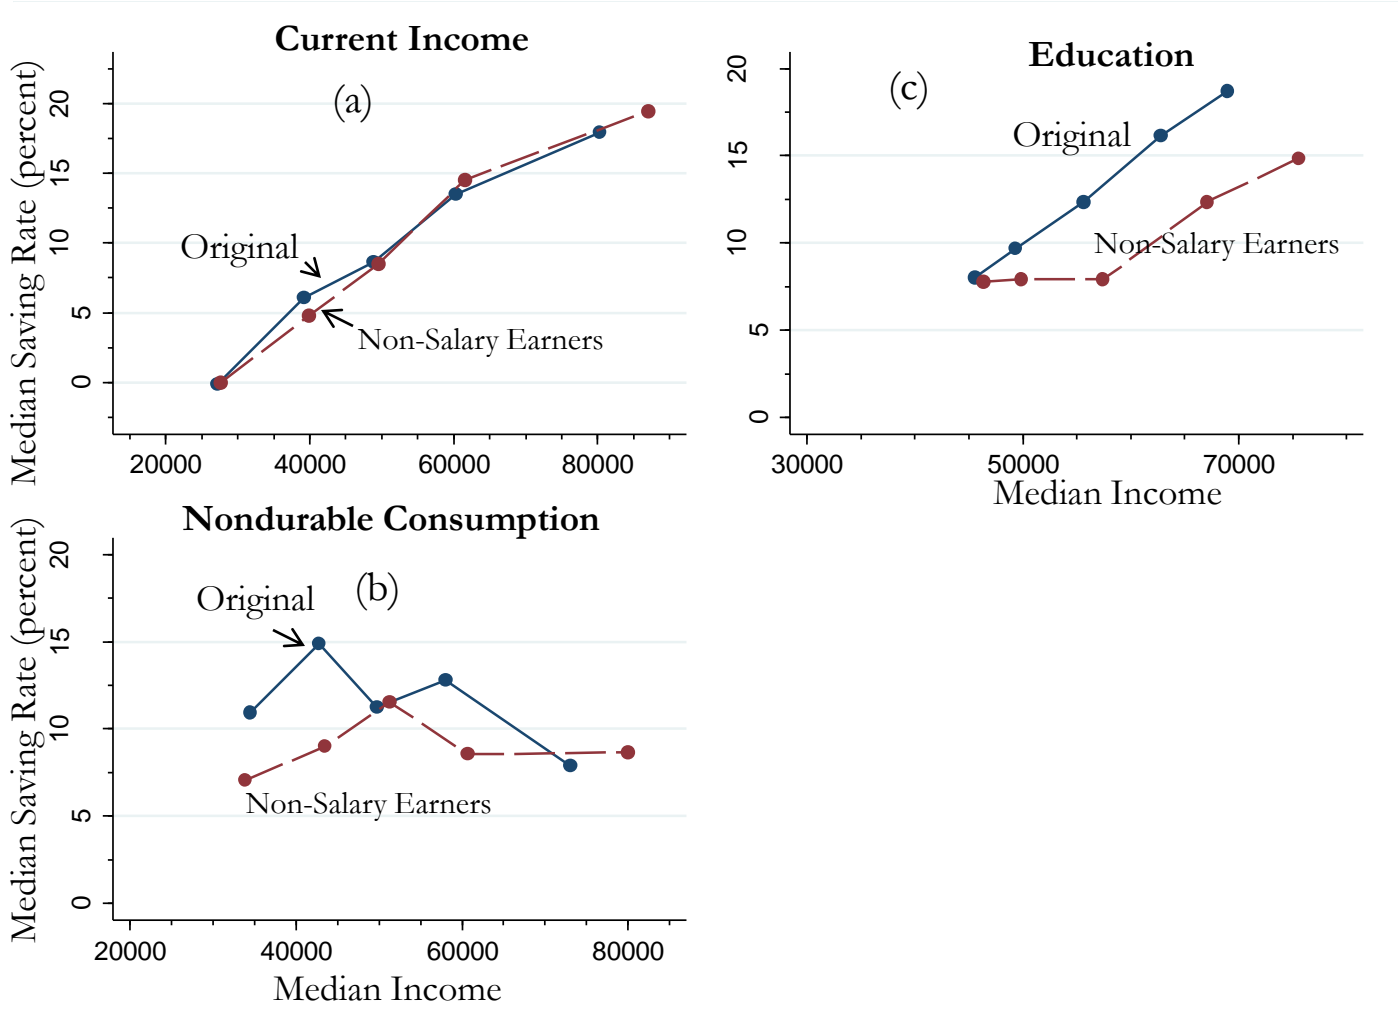 Current Income
(a)
Median Saving Rate (percent)
20
15
10
5
0
Original
Non-Salary Earners
20000 40000 60000 80000
Education
(c)
20
15
10
5
0
Original
Non-Salary Earners
30000 50000 70000
Median Income
Nondurable Consumption
(b)
Median Saving Rate (percent)
20
15
10
5
0
Original
Non-Salary Earners
20000 40000 60000 80000
Median Income